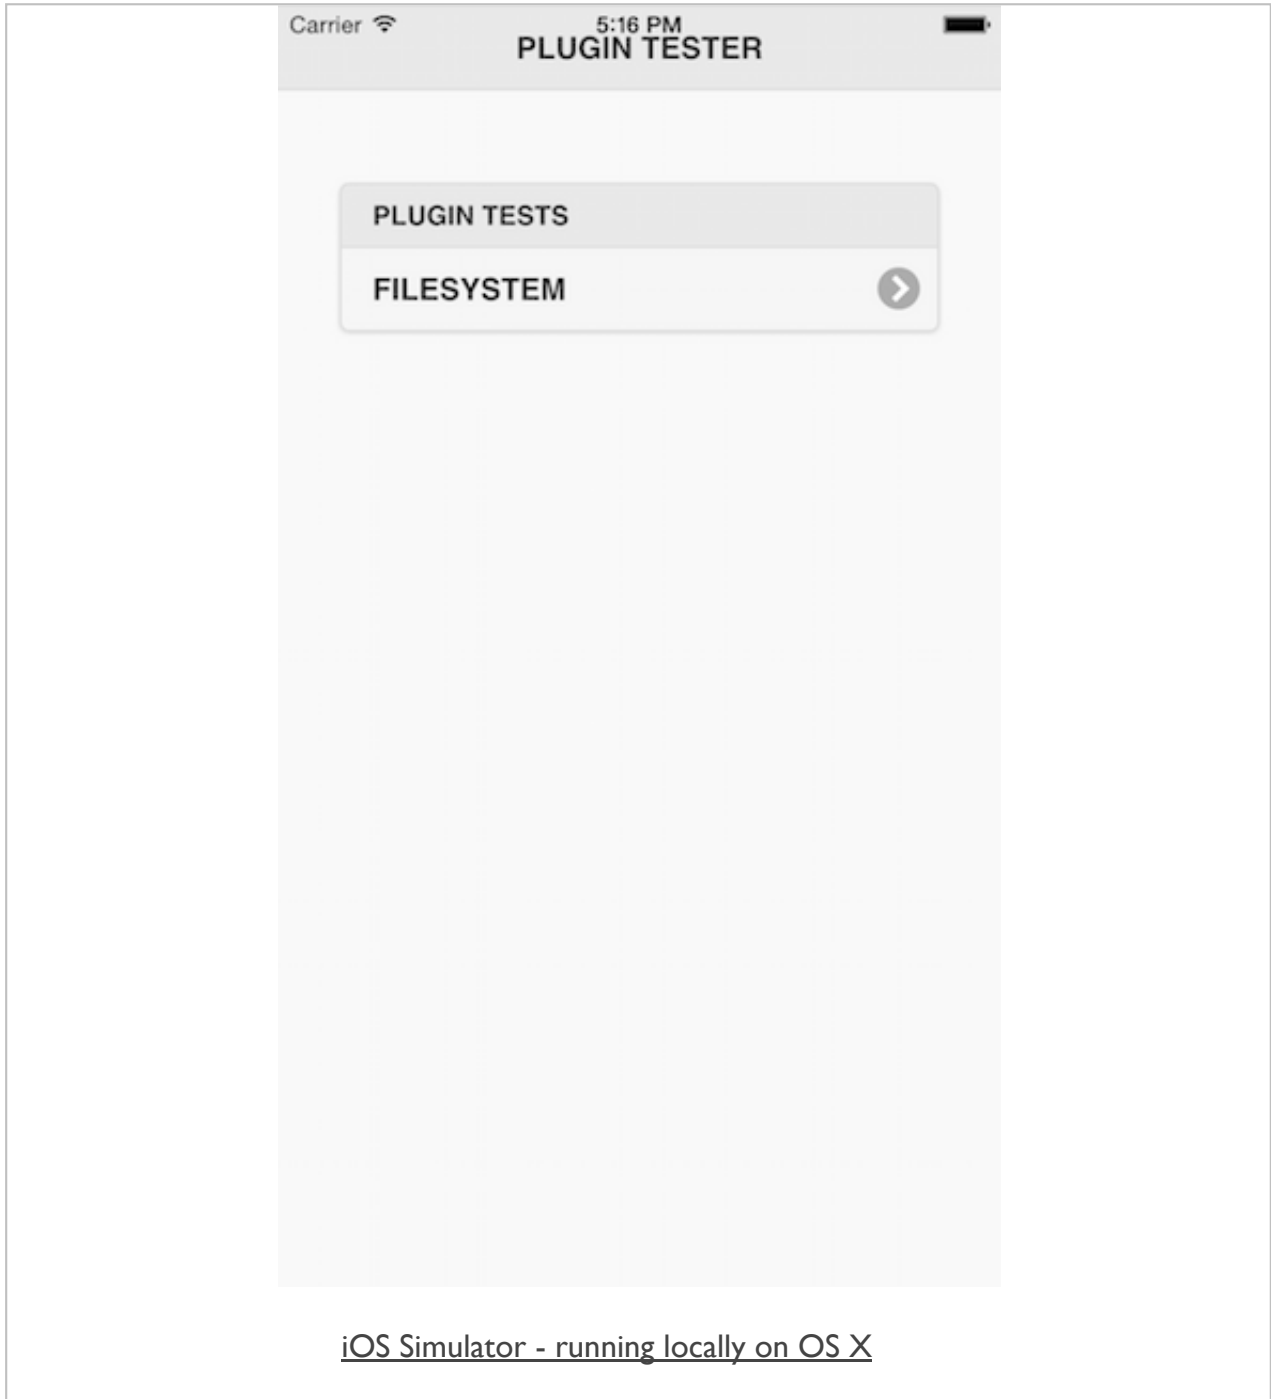 Carrier
5:16 PM
PLUGIN TESTER
PLUGIN TESTS
FILESYSTEM
iOS Simulator - running locally on OS X